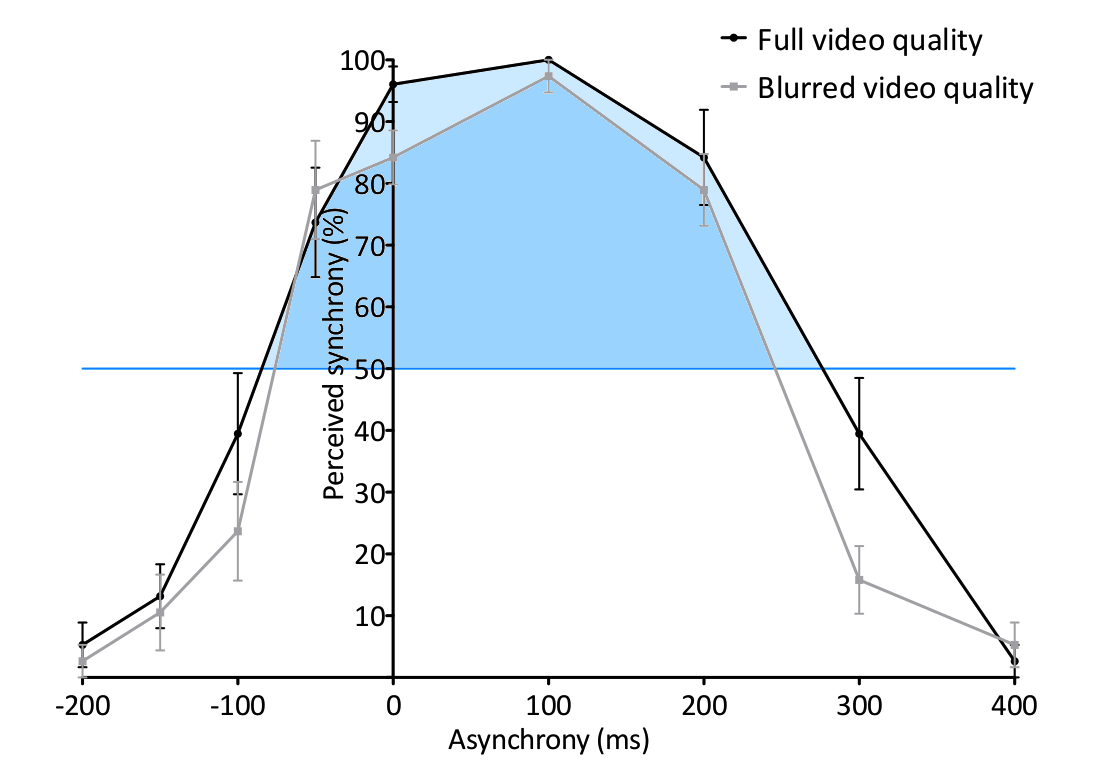 Full video quality
Blurred video quality
100
90
80
70
60
50
40
30
20
10
Perceived synchrony (%)
-200 -100 0 100 200 300 400
Asynchrony (ms)